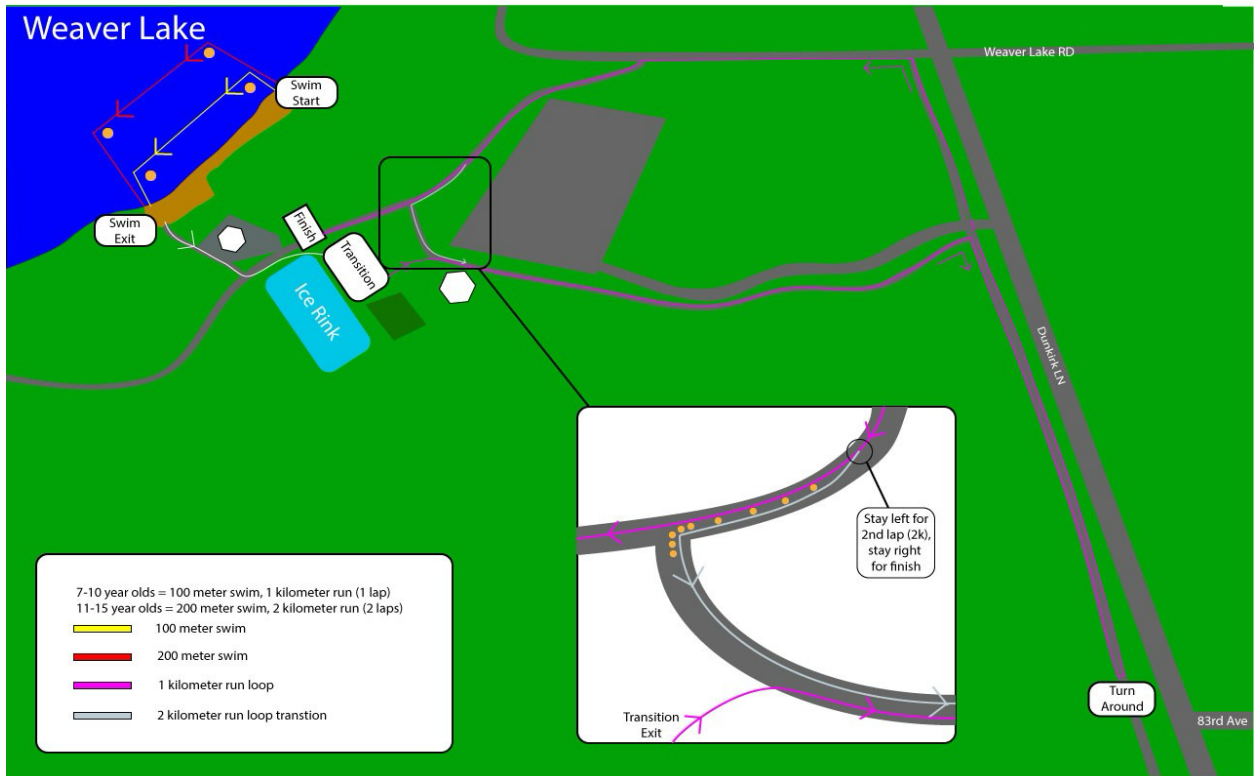 Weaver Lake
Swim
Start
Weaver Lake RD
Swim
Exit
Finish
Transition
Ice Rink
Dunkirk LN
Stay left for
2nd lap (2k),
stay right
for finish
Transition
Exit
Turn
Around
83rd Ave
7-10 year olds = 100 meter swim, 1 kilometer run (1 lap)
11-15 year olds = 200 meter swim, 2 kilometer run (2 laps)
100 meter swim
200 meter swim
1 kilometer run loop
2 kilometer run loop transtion